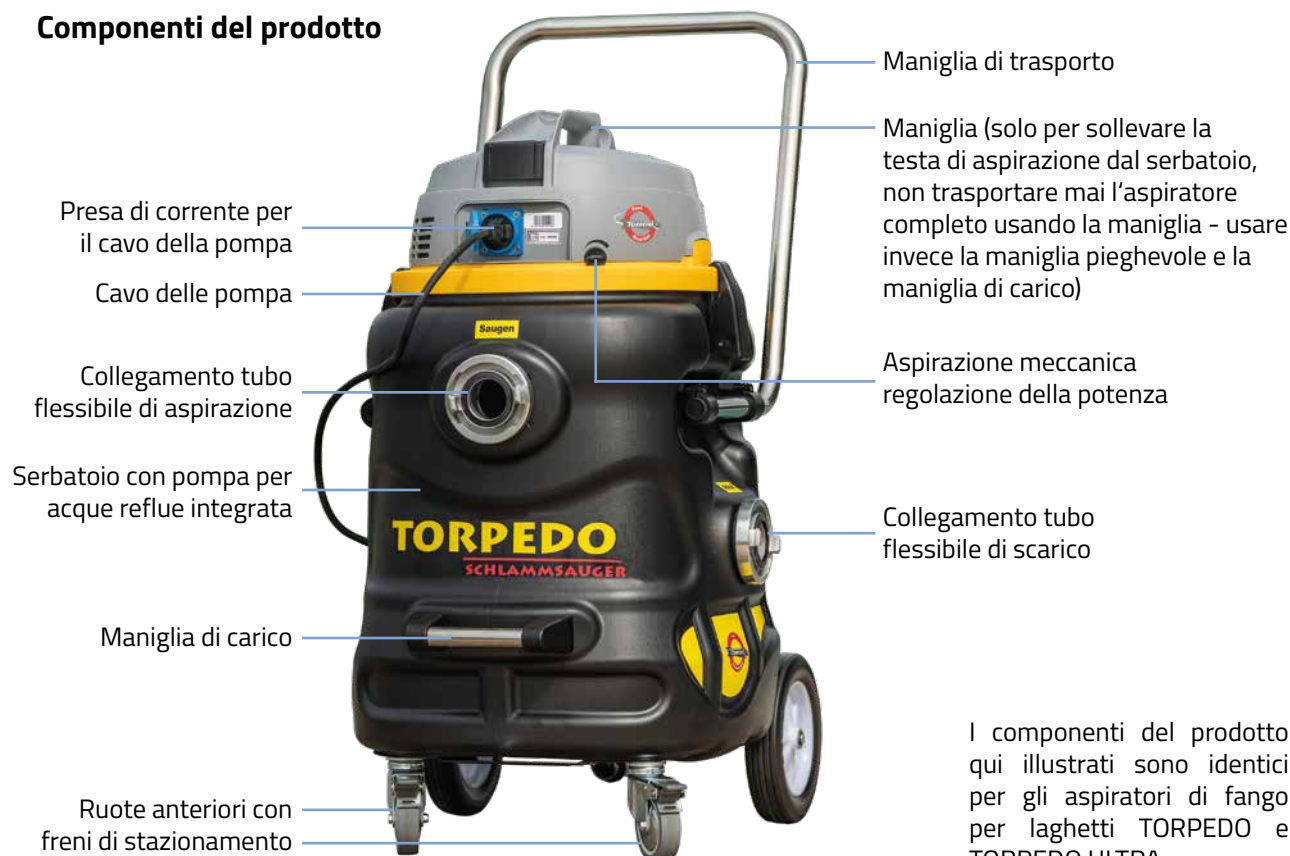 Componenti del prodotto
Maniglia di trasporto
Maniglia (solo per sollevare la
testa di aspirazione dal serbatoio,
non trasportare mai l‘aspiratore
completo usando la maniglia - usare
invece la maniglia pieghevole e la
maniglia di carico)
Presa di corrente per
il cavo della pompa
Cavo delle pompa
Aspirazione meccanica
regolazione della potenza
Collegamento tubo
flessibile di aspirazione
Serbatoio con pompa per
acque reflue integrata
Collegamento tubo
flessibile di scarico
Maniglia di carico
Ruote anteriori con
freni di stazionamento
Saugen
TORPEDO
SCHLAMMSAUGER
I componenti del prodotto
qui illustrati sono identici
per gli aspiratori di fango
per laghetti TORPEDO e
TORPEDO ULTRA